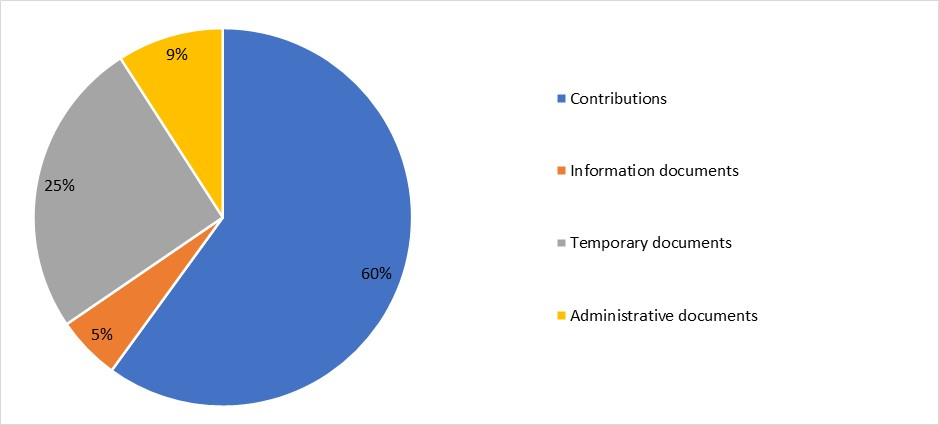 9%
25%
60%
5%
Contributions
Information documents
Temporary documents
Administrative documents